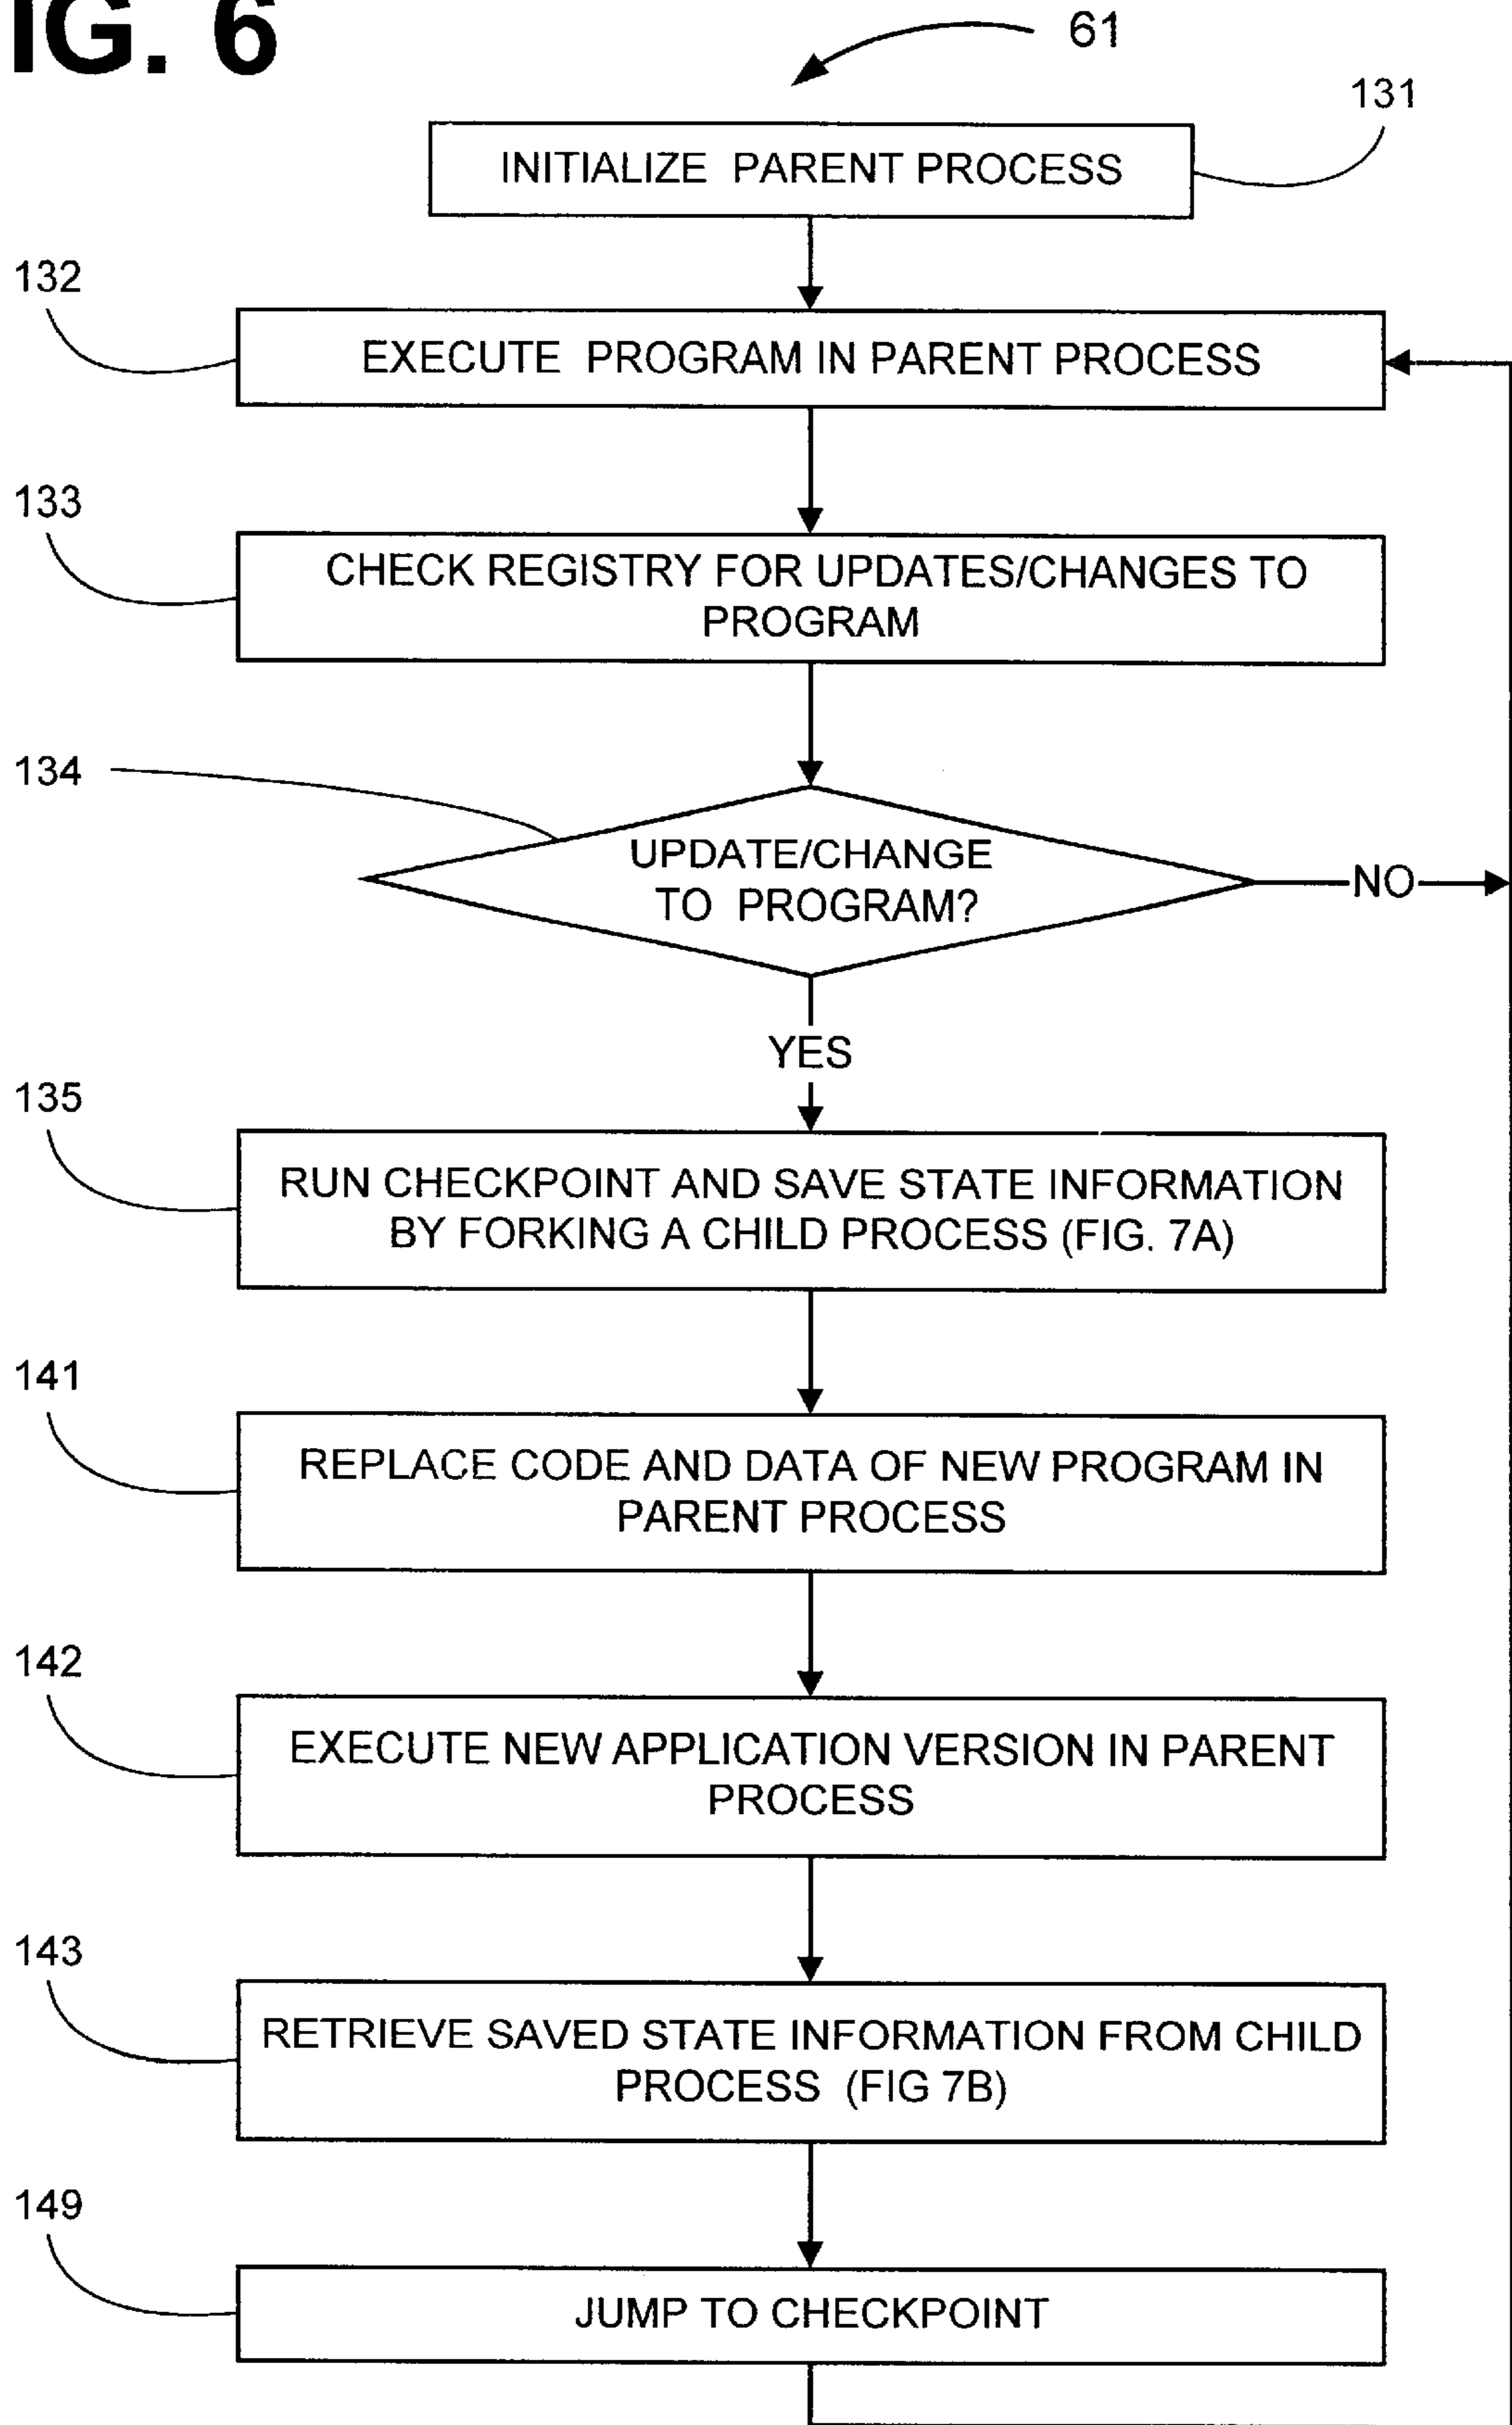 IG. 6
61
131
INITIALIZE PARENT PROCESS
132
EXECUTE PROGRAM IN PARENT PROCESS
133
CHECK REGISTRY FOR UPDATES/CHANGES TO
PROGRAM
134
UPDATE/CHANGE
TO PROGRAM?
NO
YES
135
RUN CHECKPOINT AND SAVE STATE INFORMATION
BY FORKING A CHILD PROCESS (FIG. 7A)
141
REPLACE CODE AND DATA OF NEW PROGRAM IN
PARENT PROCESS
142
EXECUTE NEW APPLICATION VERSION IN PARENT
PROCESS
143
RETRIEVE SAVED STATE INFORMATION FROM CHILD
PROCESS (FIG 7B)
149
JUMP TO CHECKPOINT